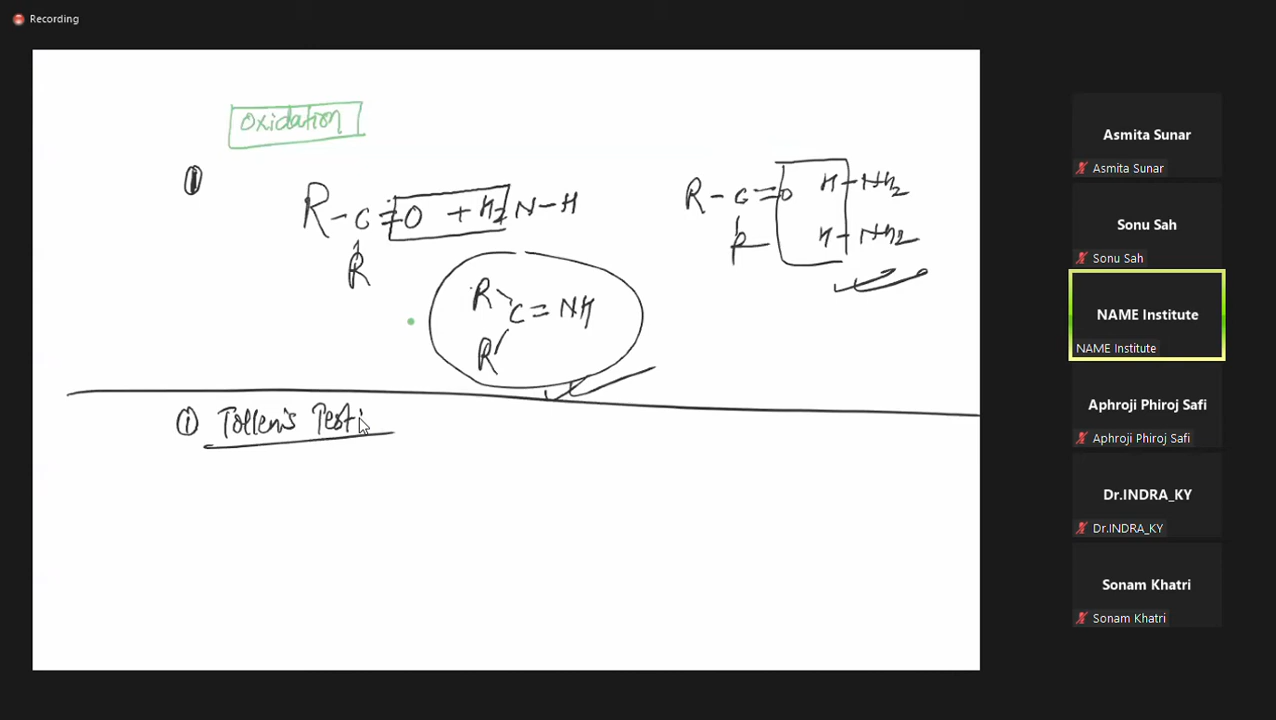 Recording
Oxidation
①
R-C=O + H2N-H
R
R-C=O H-NH2
R H-NH2
R
C=NH
R
① Tollen's Test:
Asmita Sunar
Asmita Sunar
Sonu Sah
Sonu Sah
NAME Institute
NAME Institute
Aphroji Phiroj Safi
Aphroji Phiroj Safi
Dr.INDRA_KY
Dr.INDRA_KY
Sonam Khatri
Sonam Khatri